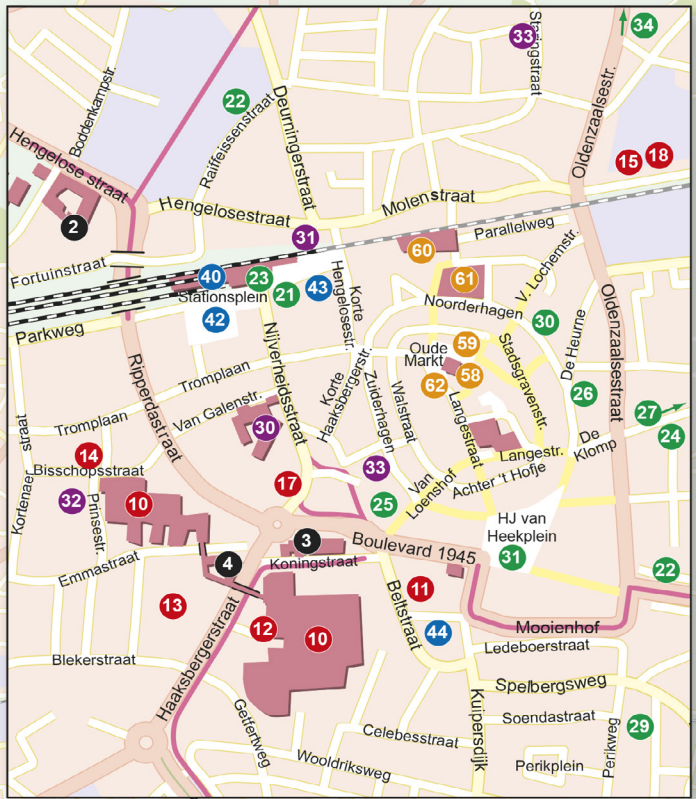 33
Staringstraat
34
Oldenzaalsestr.
Boddenkampstr.
22
Raiffeissenstraat
Deurningerstraat
15
18
Hengelose straat
2
Hengelosestraat
Molenstraat
31
60
Parallelweg
Fortuinstraat
40
23
21
43
Stationsplein
42
61
V. Lochemstr.
Korte
Hengelosestr.
Noorderhagen
30
Oldenzaalsestraat
Parkweg
Nijverheidsstraat
Ripperdastraat
Oude
Markt
59
58
62
Stadsgravenstr.
De Heurne
26
Tromplaan
Korte
Haaksbergerstr.
Zuiderhagen
Walstraat
Langestraat
27
24
Tromplaan
Van Galenstr.
30
Langestr.
De
Klomp
Kortenaer
straat
14
Bisschopsstraat
32
Prinsestr.
10
17
33
25
Van
Loenshof
Achter 't Hofje
HJ van
Heekplein
31
3
Boulevard 1945
4
Koningstraat
Emmastraat
22
13
11
12
10
Haaksbergerstraat
Beltstraat
44
Mooienhof
Ledeboerstraat
Blekerstraat
Spelbergsweg
Getfertweg
Kuipersdijk
Soendastraat
Celebesstraat
29
Perikweg
Wooldriksweg
Perikplein